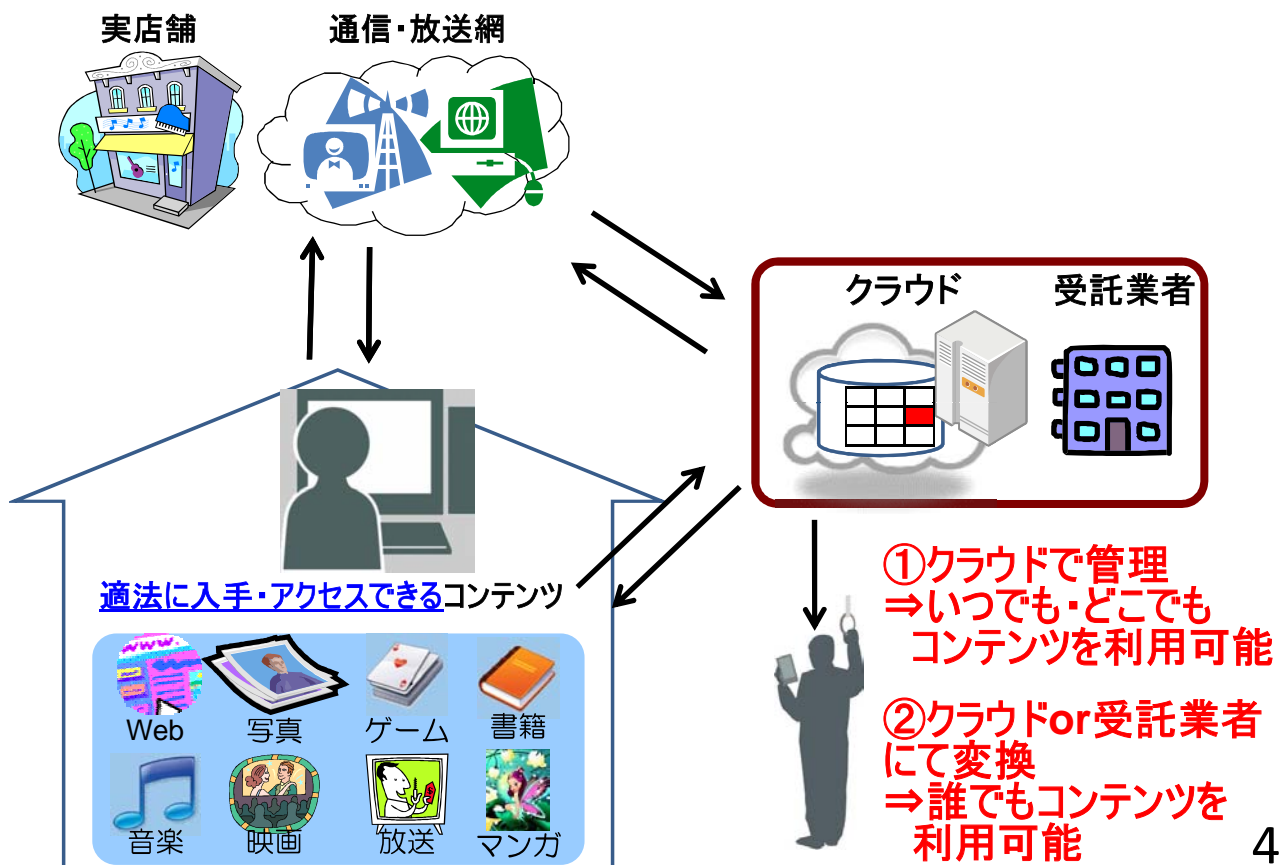 実店舗
通信・放送網
クラウド
受託業者
適法に入手・アクセスできるコンテンツ
Web
写真
ゲーム
書籍
音楽
映画
放送
マンガ
①クラウドで管理
⇒いつでも・どこでも
コンテンツを利用可能
②クラウドor受託業者
にて変換
⇒誰でもコンテンツを
利用可能
4